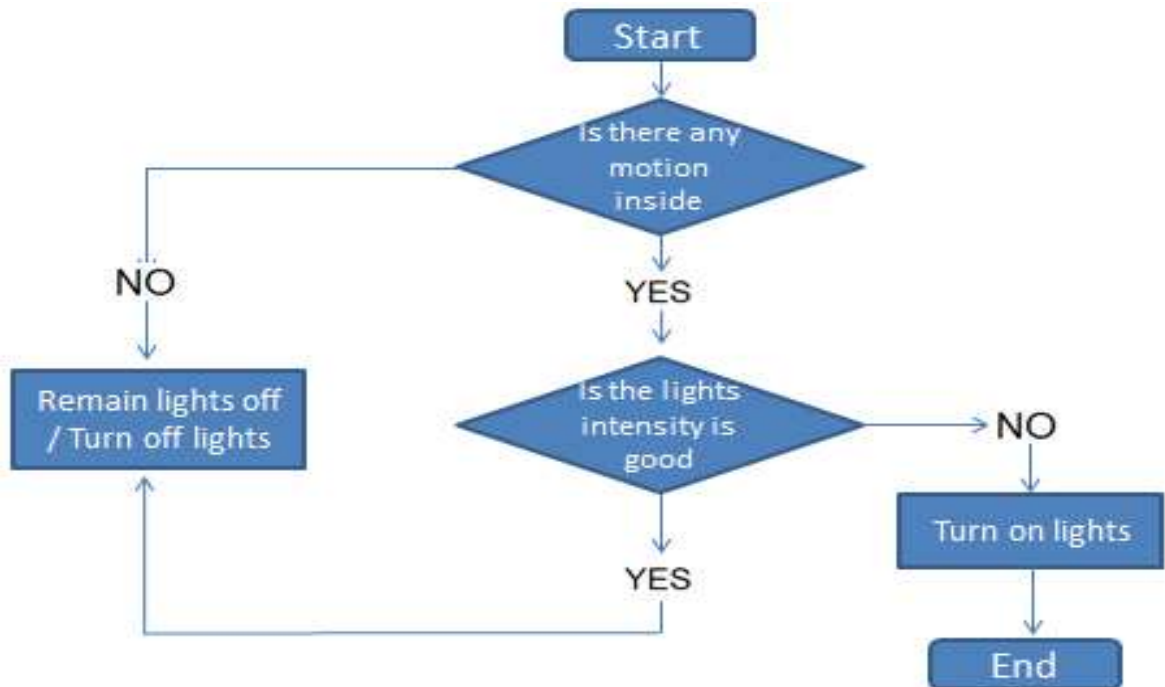 Start
Is there any
motion
inside
NO
YES
Remain lights off
/ Turn off lights
Is the lights
intensity is
good
NO
Turn on lights
YES
End